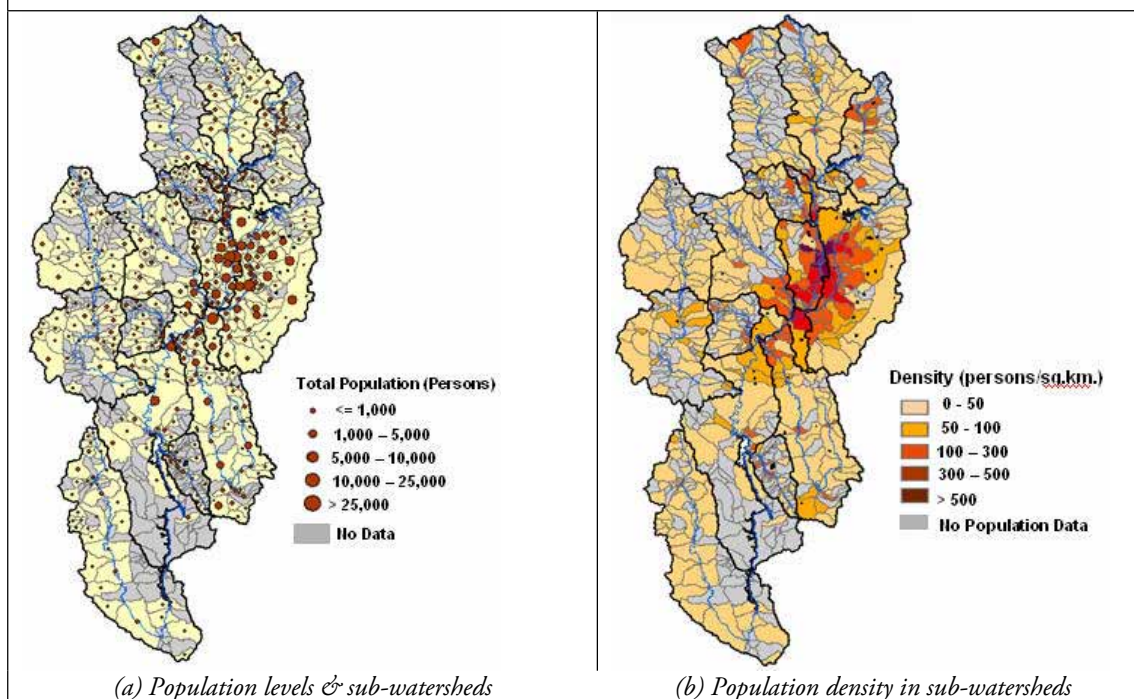 Total Population (Persons)
<= 1,000
1,000 – 5,000
5,000 – 10,000
10,000 – 25,000
> 25,000
No Data
Density (persons/sq.km.)
0 - 50
50 - 100
100 – 300
300 – 500
> 500
No Population Data
(a) Population levels & sub-watersheds
(b) Population density in sub-watersheds